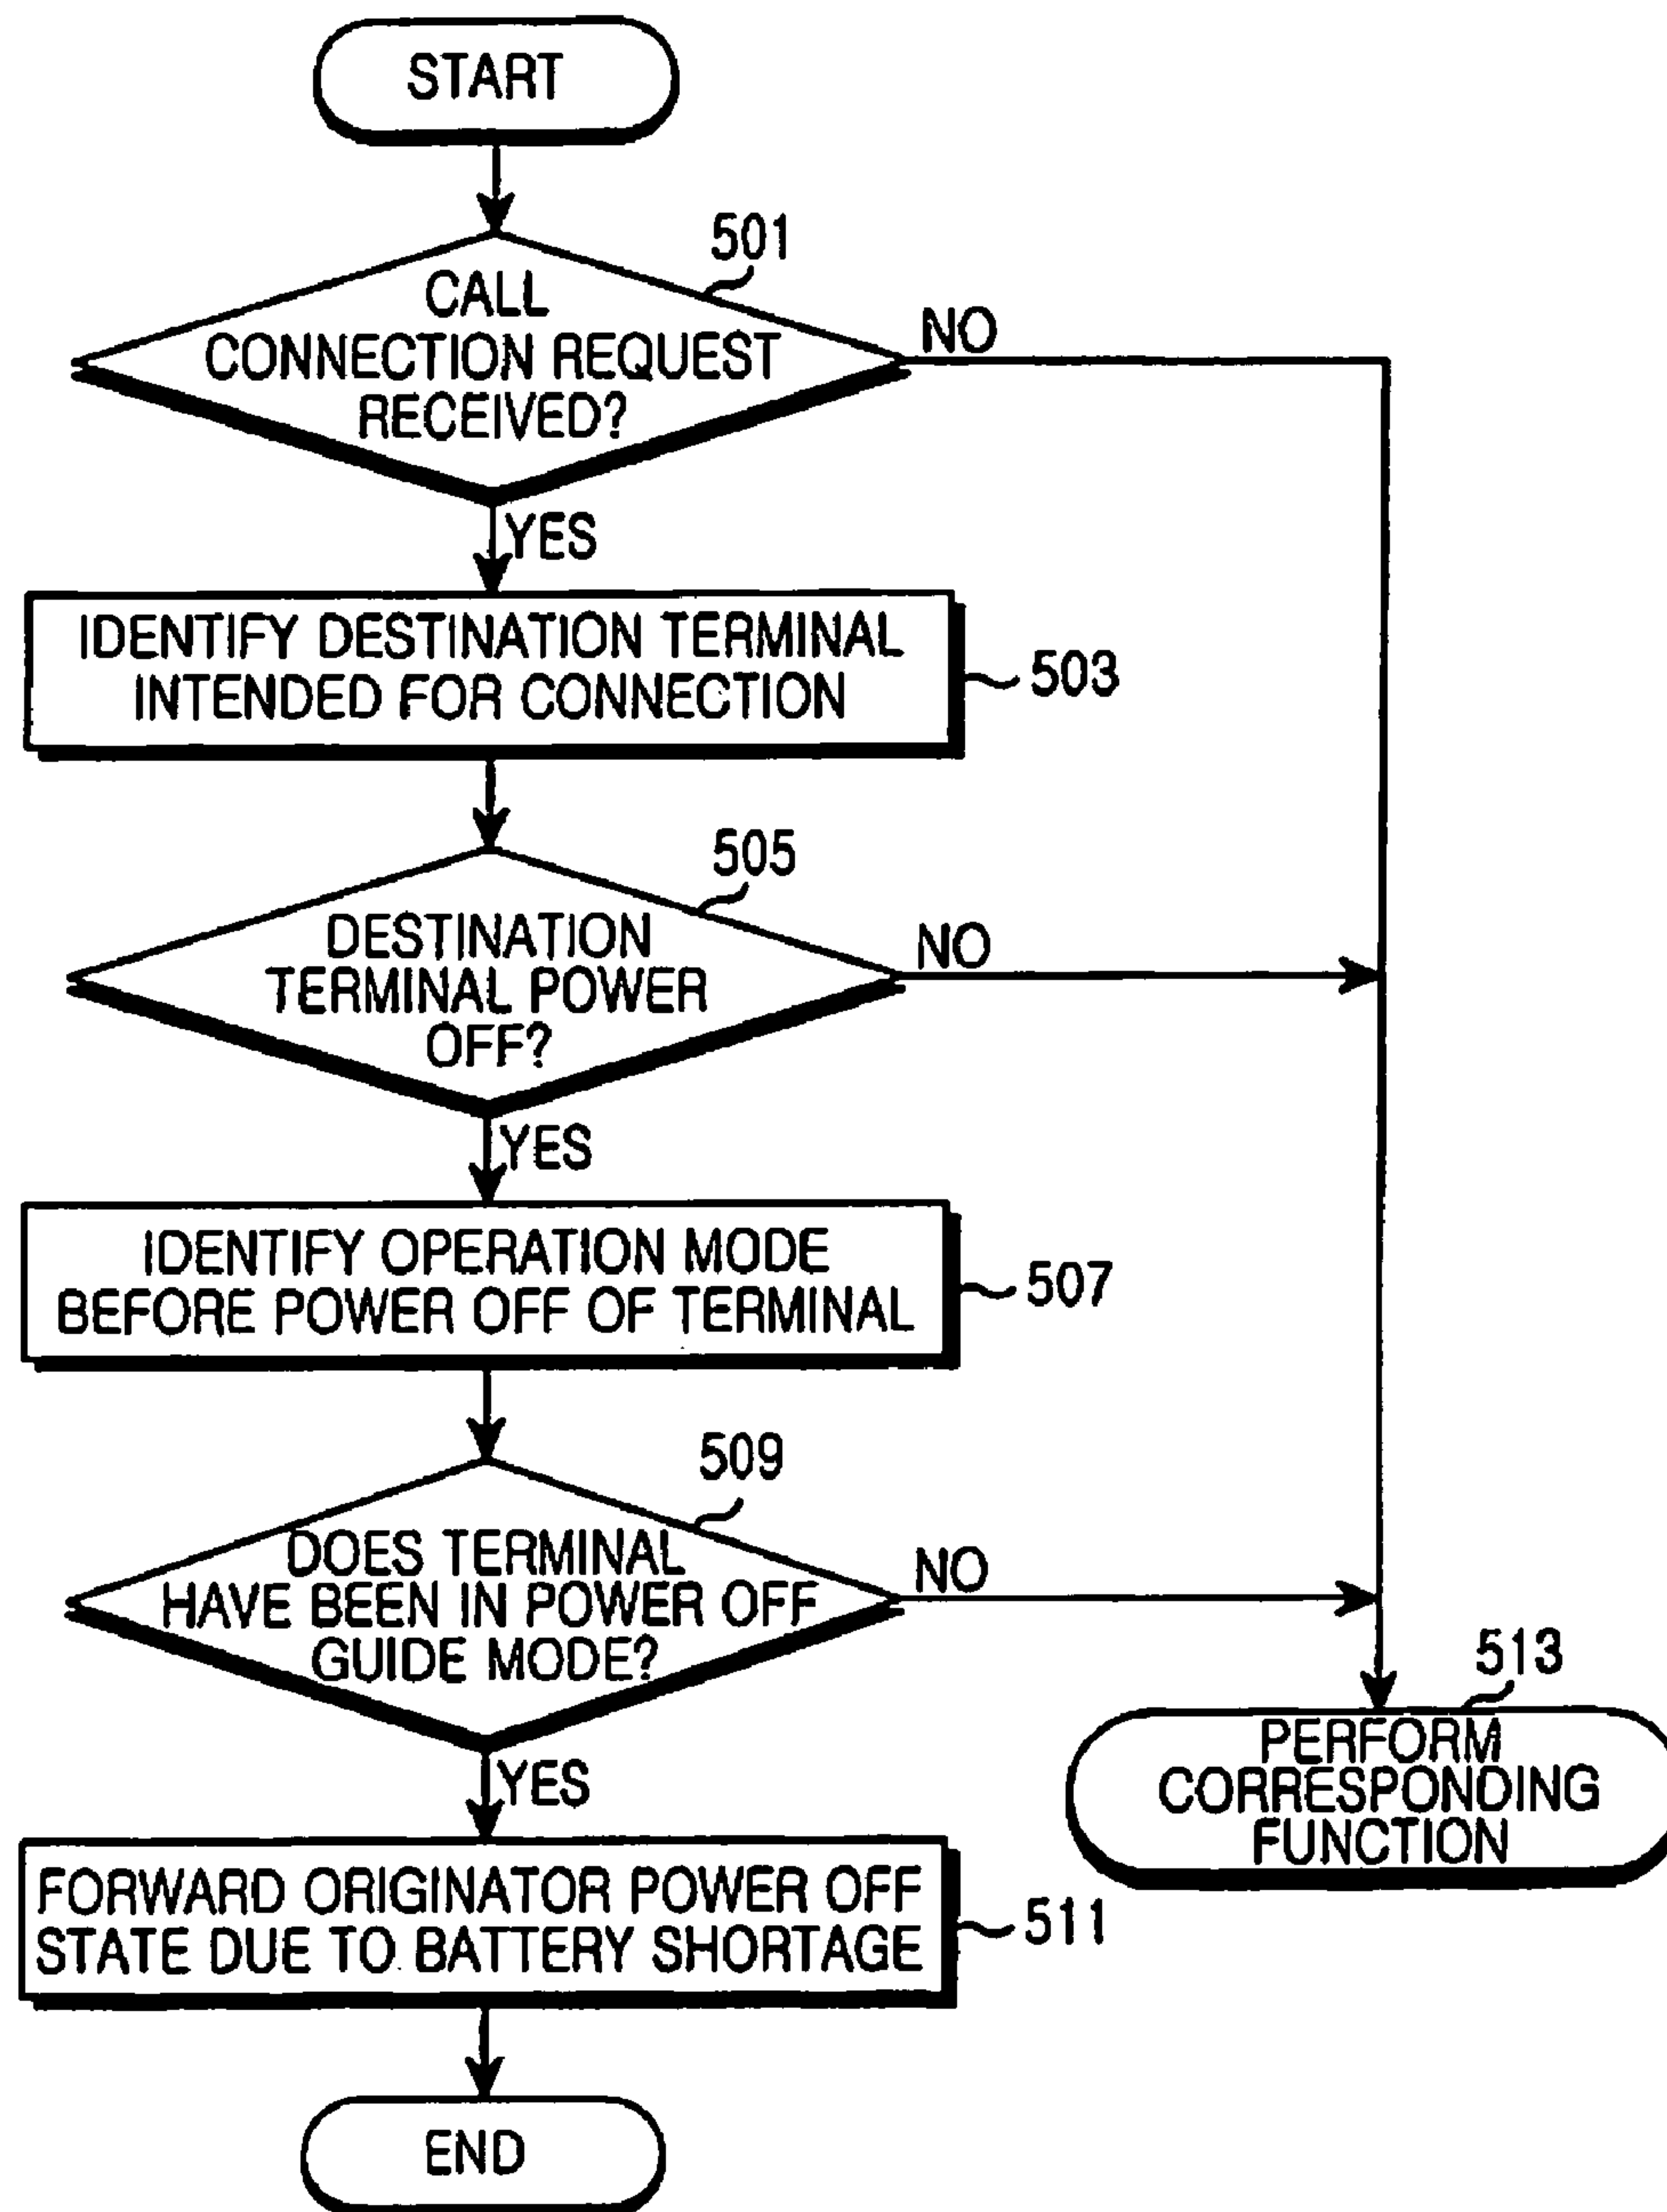 START
501
CALL
CONNECTION REQUEST
RECEIVED?
NO
YES
IDENTIFY DESTINATION TERMINAL
INTENDED FOR CONNECTION
503
505
DESTINATION
TERMINAL POWER
OFF?
NO
YES
IDENTIFY OPERATION MODE
BEFORE POWER OFF OF TERMINAL
507
509
DOES TERMINAL
HAVE BEEN IN POWER OFF
GUIDE MODE?
NO
YES
513
PERFORM
CORRESPONDING
FUNCTION
FORWARD ORIGINATOR POWER OFF
STATE DUE TO BATTERY SHORTAGE
511
END